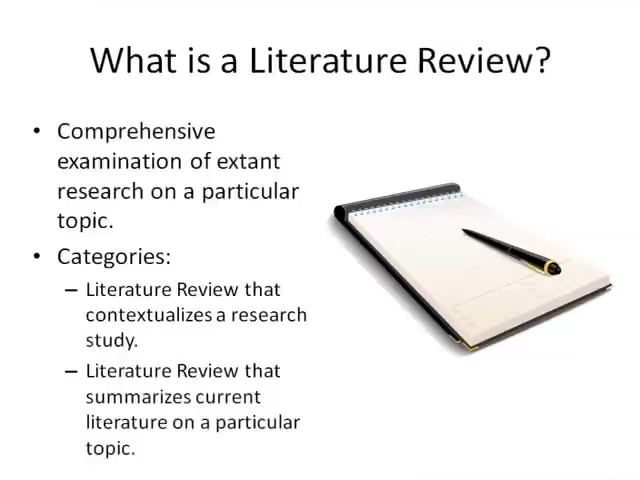 What is a Literature Review?
• Comprehensive
examination of extant
research on a particular
topic.
• Categories:
– Literature Review that
contextualizes a research
study.
– Literature Review that
summarizes current
literature on a particular
topic.